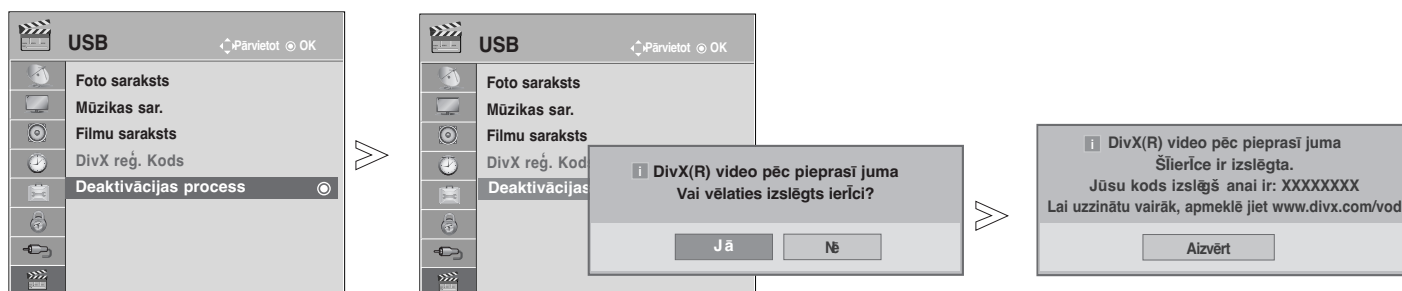 USB
Pārvietot OK
Foto saraksts
Mūzikas sar.
Filmu saraksts
DivX reģ. Kods
Deaktivācijas process
USB
Pārvietot OK
Foto saraksts
Mūzikas sar.
Filmu saraksts
DivX reģ. Kod
Deaktivācijas
i DivX(R) video pēc pieprasī juma
Vai vēlaties izslēgts ierīci?
Jā Nē
i DivX(R) video pēc pieprasī juma
Šīierīce ir izslēgta.
Jūsu kods izslēgš anai ir: XXXXXXXX
Lai uzzinātu vairāk, apmeklē jiet www.divx.com/vod
Aizvērt